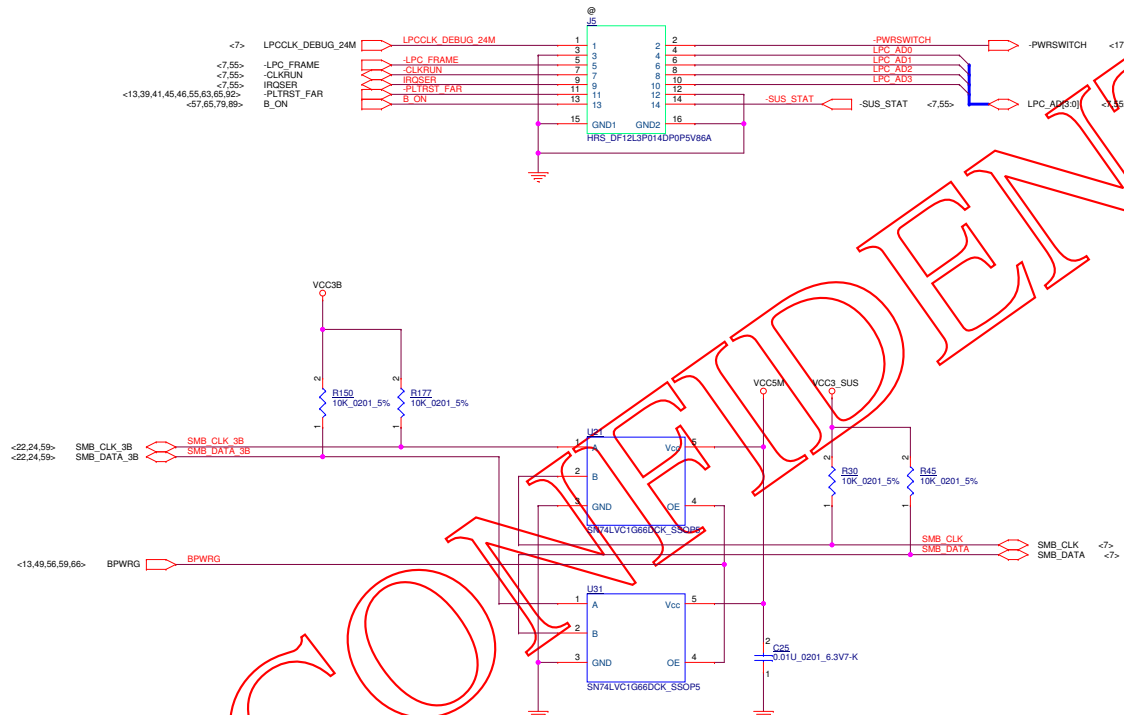 @
J5
<7> LPCCLK_DEBUG_24M LPCCLK_DEBUG_24M 1 1 2 2 -PWRSWITCH -PWRSWITCH <17
3 3 4 4 LPC_AD0
<7,55> -LPC_FRAME -LPC_FRAME 5 5 6 6 LPC_AD1
<7,55> -CLKRUN -CLKRUN 7 7 8 8 LPC_AD2
<7,55> IRQSER IRQSER 9 9 10 10 LPC_AD3
<13,39,41,45,46,55,63,65,92> -PLTRST_FAR -PLTRST_FAR 11 11 12 12
<57,65,79,89> B_ON B_ON 13 13 14 14 -SUS_STAT -SUS_STAT <7,55> LPC_AD[3:0] <7,55
15 GND1 GND2 16
HRS_DF12L3P014DP0P5V86A
VCC3B
2 R150 10K_0201_5% 1
2 R177 10K_0201_5% 1
VCC5M VCC3_SUS
2 R30 10K_0201_5% 1
2 R45 10K_0201_5% 1
<22,24,59> SMB_CLK_3B SMB_CLK_3B
<22,24,59> SMB_DATA_3B SMB_DATA_3B
U21
1 A Vcc 5
2 B
3 GND OE 4
SN74LVC1G66DCK_SSOP5
SMB_CLK SMB_CLK <7>
SMB_DATA SMB_DATA <7>
<13,49,56,59,66> BPWRG BPWRG
U31
1 A Vcc 5
2 B
3 GND OE 4
SN74LVC1G66DCK_SSOP5
2 C25
0.01U_0201_6.3V7-K
1
CONFIDENT